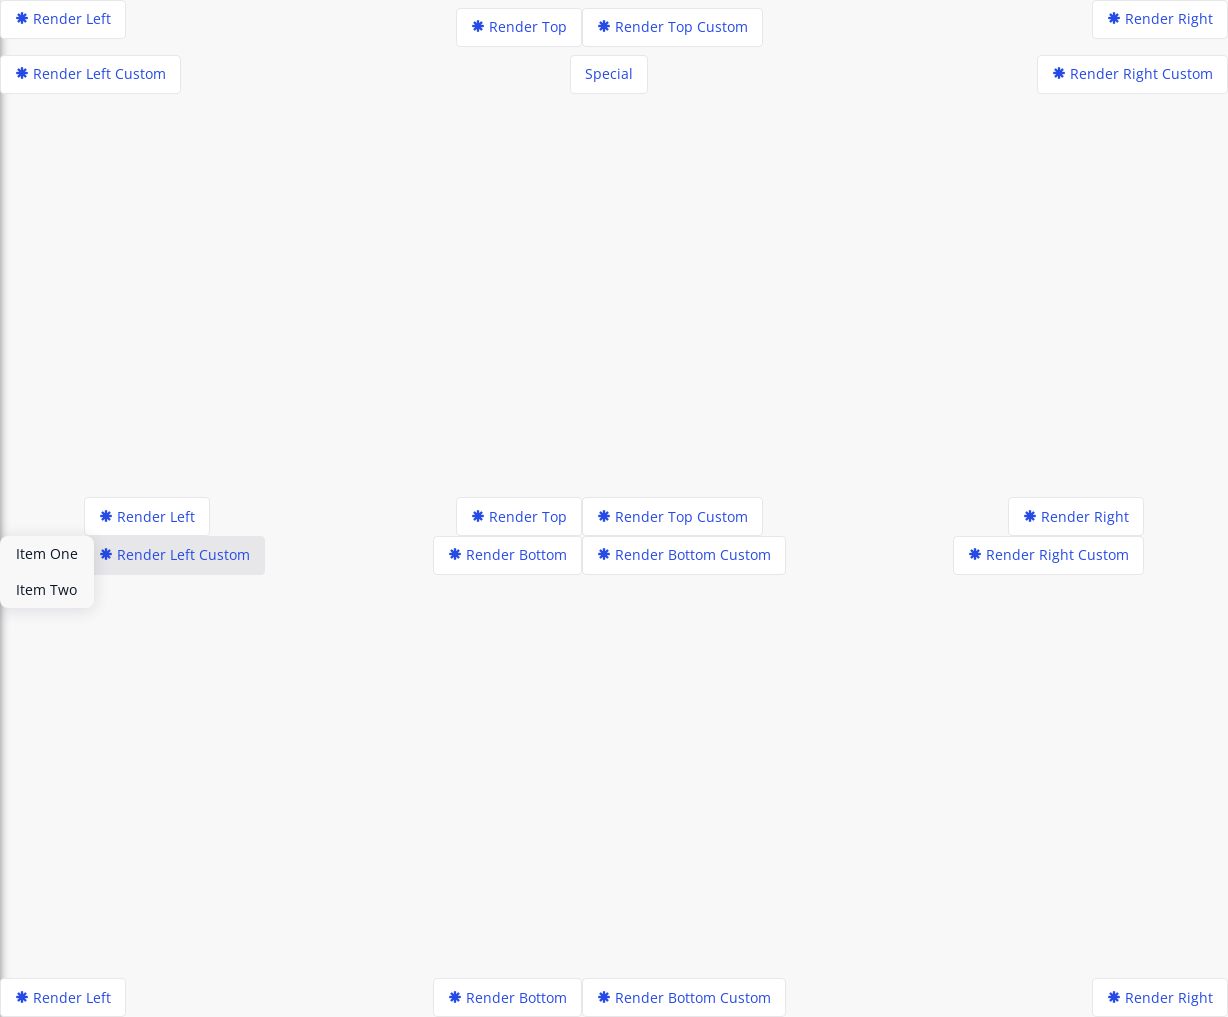 Render Left
Render Top
Render Top Custom
Render Right
Render Left Custom
Special
Render Right Custom
Render Left
Render Top
Render Top Custom
Render Right
Item One
Render Left Custom
Render Bottom
Render Bottom Custom
Render Right Custom
Item Two
Render Left
Render Bottom
Render Bottom Custom
Render Right